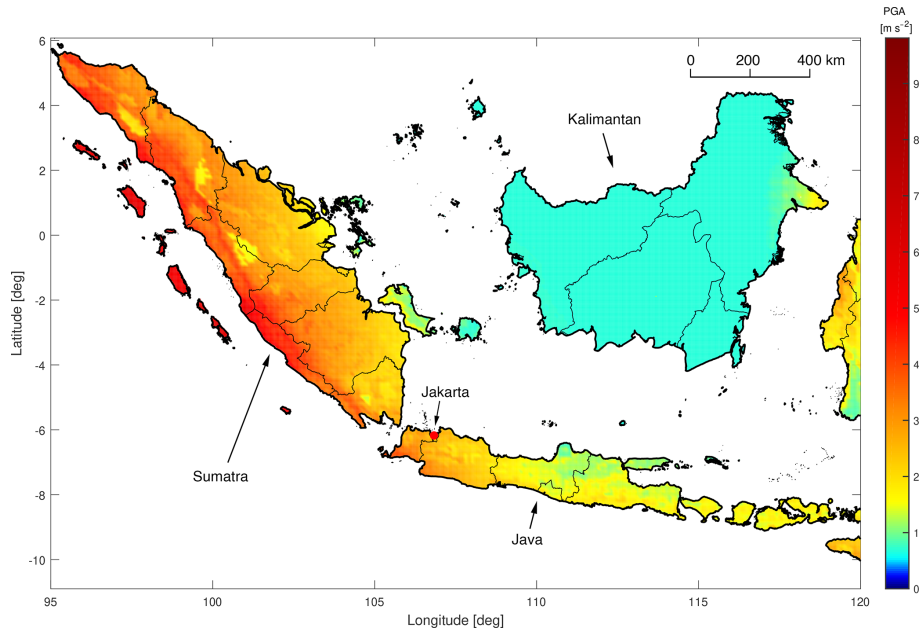 PGA
[m s⁻²]
0 200 400 km
Kalimantan
Jakarta
Sumatra
Java
6
4
2
0
-2
-4
-6
-8
-10
Latitude [deg]
95 100 105 110 115 120
Longitude [deg]
9
8
7
6
5
4
3
2
1
0